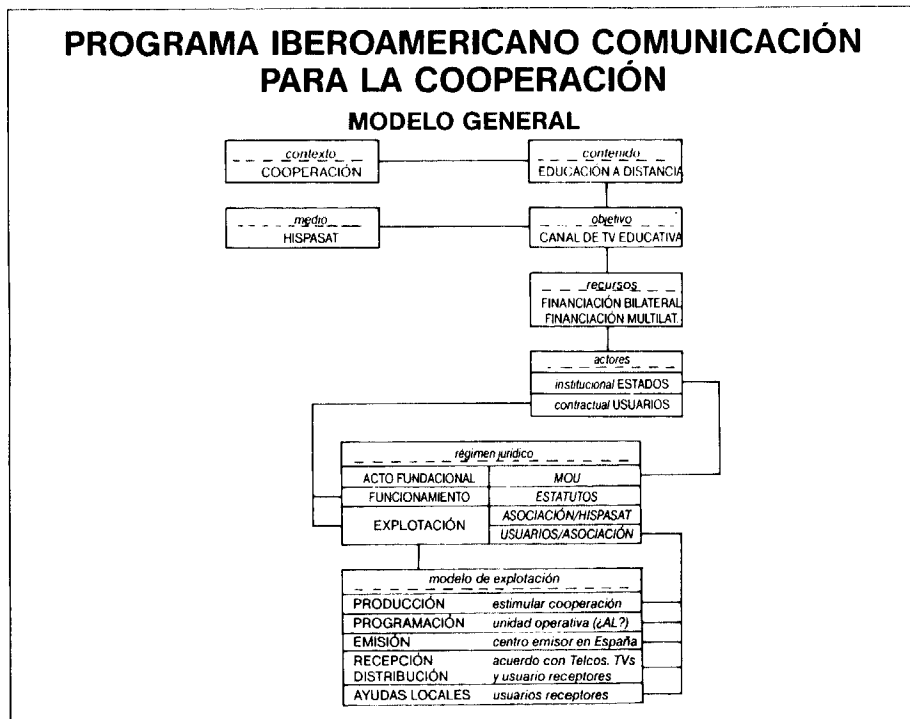 PROGRAMA IBEROAMERICANO COMUNICACIÓN
PARA LA COOPERACIÓN
MODELO GENERAL
contexto
COOPERACIÓN
contenido
EDUCACIÓN A DISTANCIA
medio
HISPASAT
objetivo
CANAL DE TV EDUCATIVA
recursos
FINANCIACIÓN BILATERAL
FINANCIACIÓN MULTILAT.
actores
institucional ESTADOS
contractual USUARIOS
régimen jurídico
ACTO FUNDACIONAL MOU
FUNCIONAMIENTO ESTATUTOS
EXPLOTACIÓN
ASOCIACIÓN/HISPASAT
USUARIOS/ASOCIACIÓN
modelo de explotación
PRODUCCIÓN estimular cooperación
PROGRAMACIÓN unidad operativa (¿AL?)
EMISIÓN centro emisor en España
RECEPCIÓN acuerdo con Telcos. TVs
DISTRIBUCIÓN y usuario receptores
AYUDAS LOCALES usuarios receptores